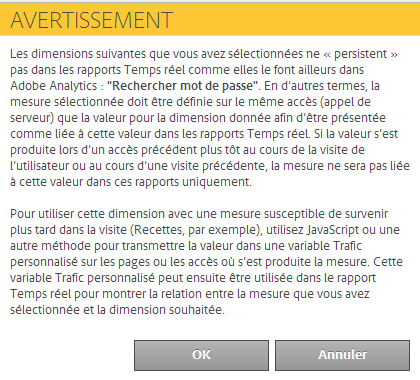 AVERTISSEMENT
Les dimensions suivantes que vous avez sélectionnées ne « persistent »
pas dans les rapports Temps réel comme elles le font ailleurs dans
Adobe Analytics : "Rechercher mot de passe". En d'autres termes, la
mesure sélectionnée doit être définie sur le même accès (appel de
serveur) que la valeur pour la dimension donnée afin d'être présentée
comme liée à cette valeur dans les rapports Temps réel. Si la valeur s'est
produite lors d'un accès précédent plus tôt au cours de la visite de
l'utilisateur ou au cours d'une visite précédente, la mesure ne sera pas liée
à cette valeur dans ces rapports uniquement.
Pour utiliser cette dimension avec une mesure susceptible de survenir
plus tard dans la visite (Recettes, par exemple), utilisez JavaScript ou une
autre méthode pour transmettre la valeur dans une variable Trafic
personnalisé sur les pages ou les accès où s'est produite la mesure. Cette
variable Trafic personnalisé peut ensuite être utilisée dans le rapport
Temps réel pour montrer la relation entre la mesure que vous avez
sélectionnée et la dimension souhaitée.
OK
Annuler